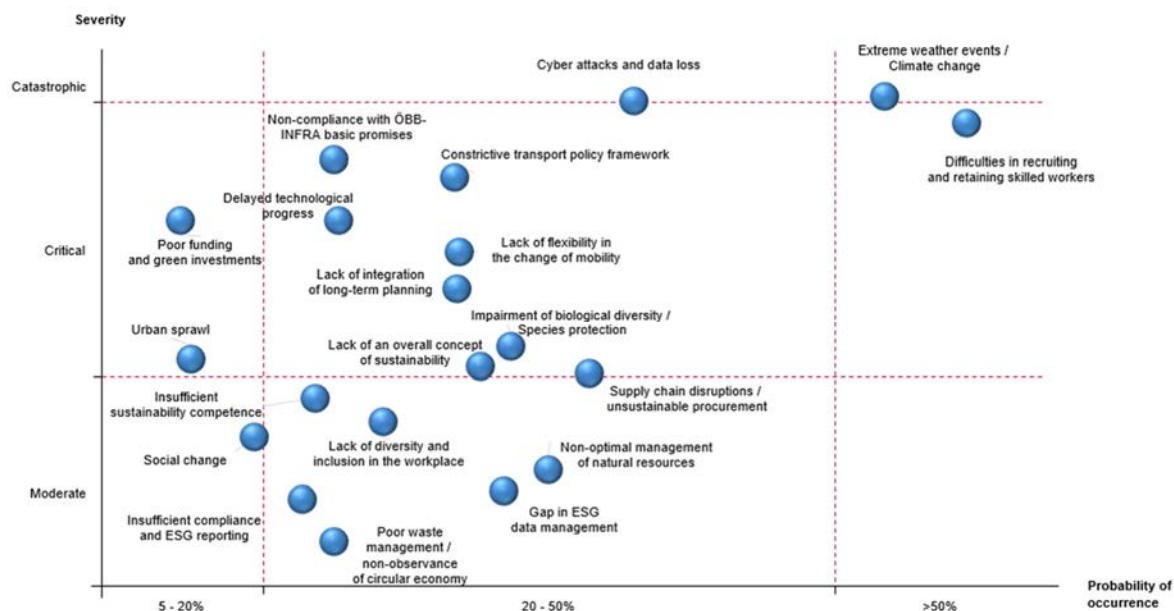 Severity
Catastrophic
Cyber attacks and data loss
Extreme weather events /
Climate change
Non-compliance with ÖBB-
INFRA basic promises
Constrictive transport policy framework
Difficulties in recruiting
and retaining skilled workers
Delayed technological
progress
Critical
Poor funding
and green investments
Lack of flexibility in
the change of mobility
Lack of integration
of long-term planning
Impairment of biological diversity /
Species protection
Urban sprawl
Lack of an overall concept
of sustainability
Insufficient
sustainability competence
Supply chain disruptions /
unsustainable procurement
Social change
Lack of diversity and
inclusion in the workplace
Non-optimal management
of natural resources
Moderate
Insufficient compliance
and ESG reporting
Gap in ESG
data management
Poor waste
management /
non-observance
of circular economy
5 - 20%
20 - 50%
>50%
Probability of
occurrence